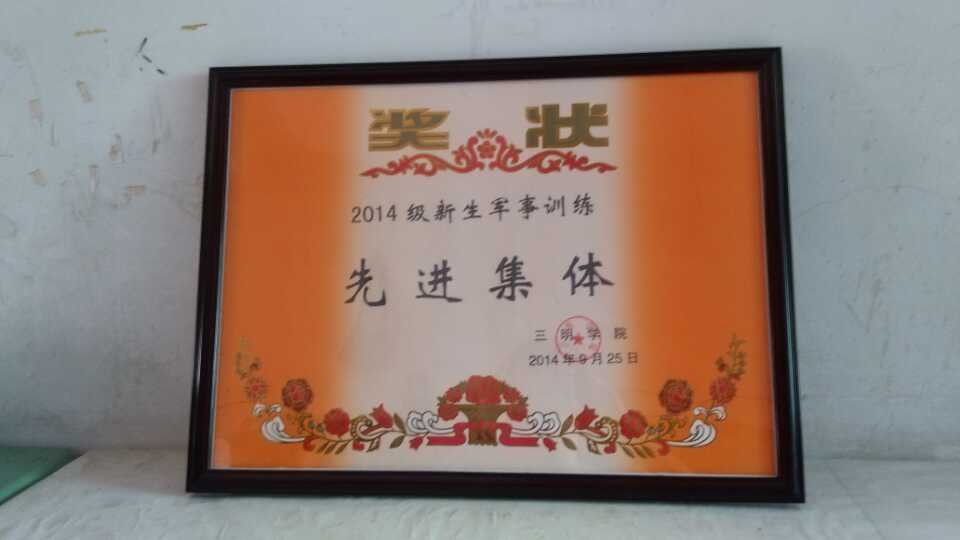 奖状
2014级新生军事训练
先进集体
三明学院
2014年9月25日